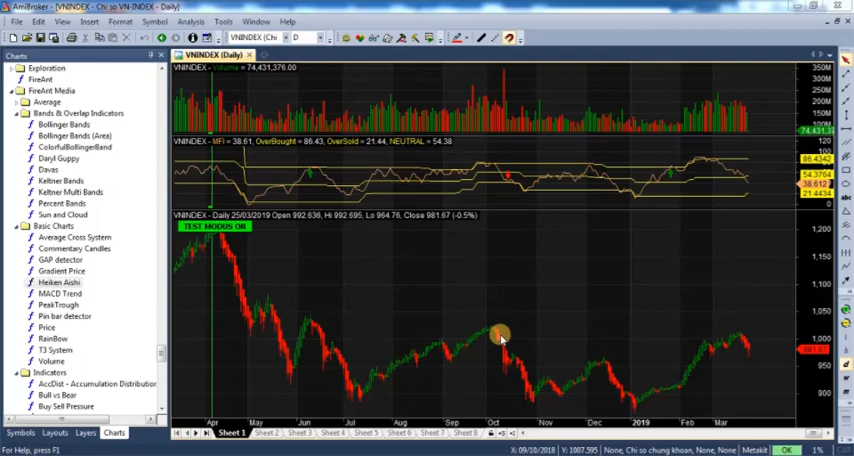 AmiBroker - [VNINDEX - Chi so VN-INDEX - Daily]
File Edit View Insert Format Symbol Analysis Tools Window Help
VNINDEX (Chi D
Charts
VNINDEX (Daily)
Exploration
FireAnt
FireAnt Media
Average
Bands & Overlap Indicators
Bollinger Bands
Bollinger Bands (Area)
ColorfulBollingerBand
Daryl Guppy
Davas
Keltner Bands
Keltner Multi Bands
Percent Bands
Sun and Cloud
Basic Charts
Average Cross System
Commentary Candles
GAP detector
Gradient Price
Heiken Aishi
MACD Trend
PeakTrough
Pin bar detector
Price
RainBow
T3 System
Volume
Indicators
AccDist - Accumulation Distribution
Bull vs Bear
Buy Sell Pressure
Symbols Layouts Layers Charts
VNINDEX - Volume = 74,431,376.00
350M
300M
250M
200M
150M
100M
74,431,37
VNINDEX - MFI = 38.61, OverBought = 86.43, OverSold = 21.44, NEUTRAL = 54.38
120
86.4342
54.3764
38.612
21.4434
0
VNINDEX - Daily 25/03/2019 Open 992.636, Hi 992.695, Lo 964.76, Close 981.67 (-0.5%)
1,200
1,150
1,100
1,050
1,000
981.67
950
900
Apr May Jun Jul Aug Sep Oct Nov Dec 2019 Feb Mar
Sheet 1 Sheet 2 Sheet 3 Sheet 4 Sheet 5 Sheet 6 Sheet 7 Sheet 8
For Help, press F1
X: 09/10/2018 Y: 1007.595 None, Chi so chung khoan, None, None Metakit OK 1% CAP